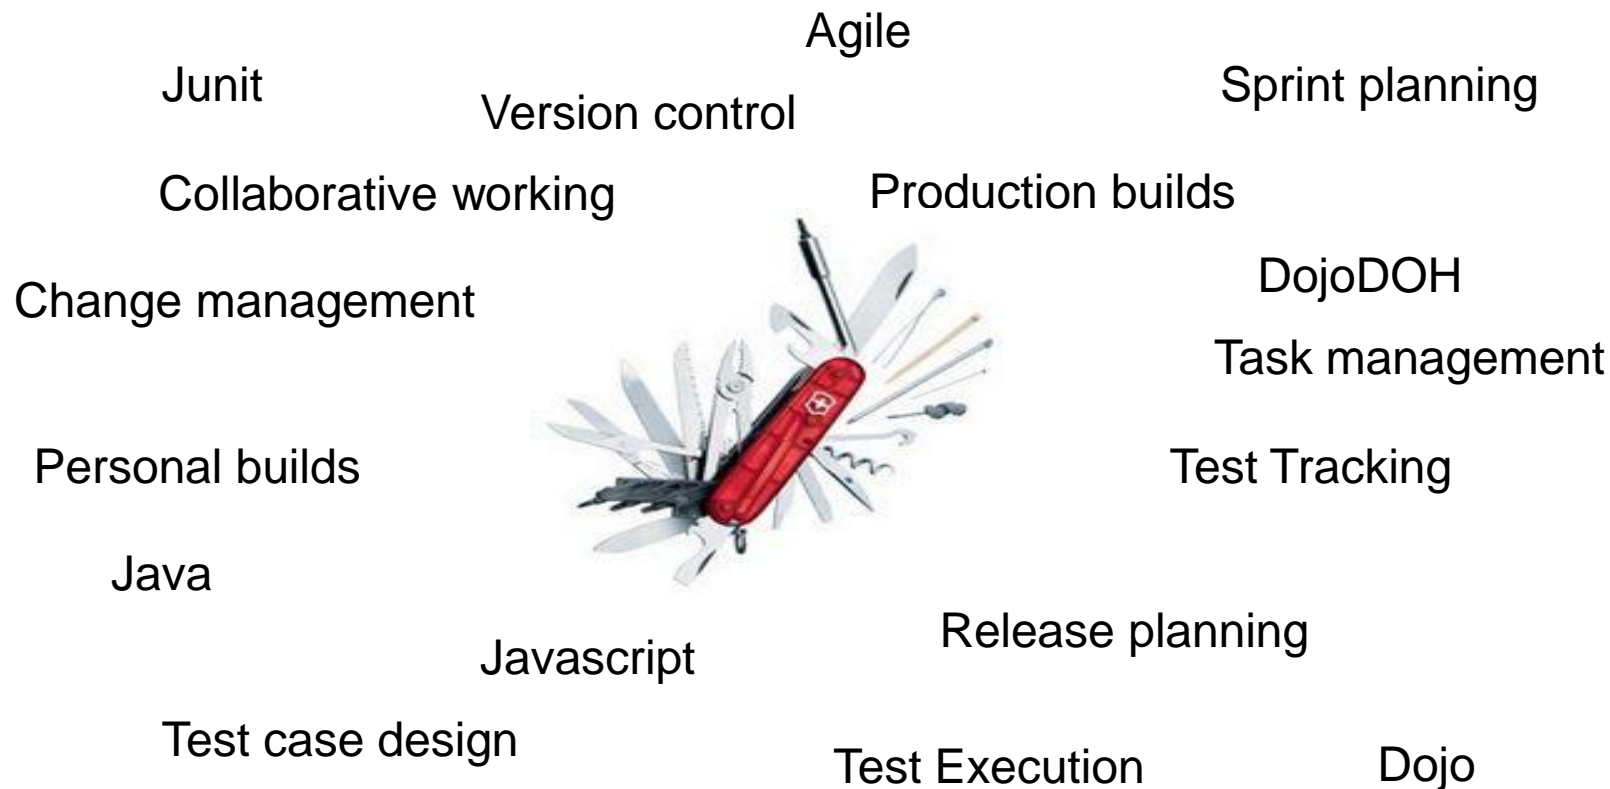 Agile
Junit
Sprint planning
Version control
Collaborative working
Production builds
DojoDOH
Change management
Task management
Personal builds
Test Tracking
Java
Release planning
Javascript
Test case design
Test Execution
Dojo